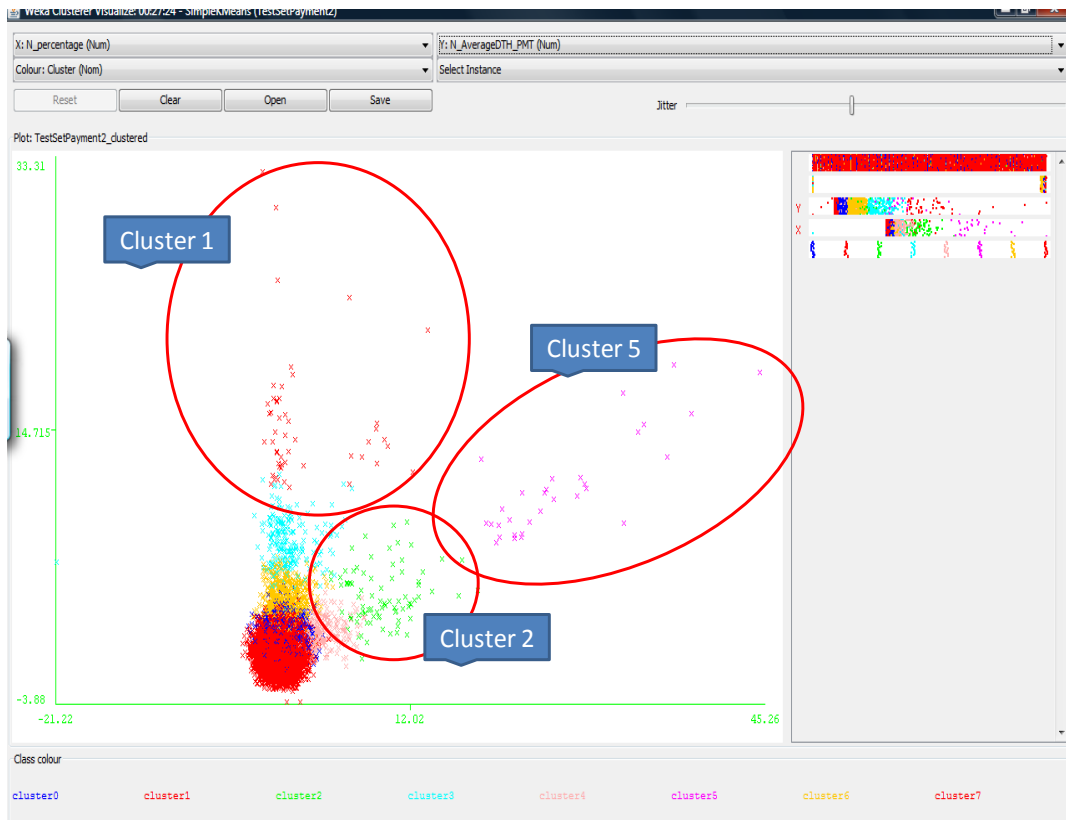 Weka Clusterer Visualize: 00:27:24 - SimpleKMeans (TestSetPayment2)
X: N_percentage (Num)
Y: N_AverageDTH_PMT (Num)
Colour: Cluster (Nom)
Select Instance
Reset
Clear
Open
Save
Jitter
Plot: TestSetPayment2_clustered
33.31
Cluster 1
Y
X
Cluster 5
14.715
Cluster 2
-3.88
-21.22
12.02
45.26
Class colour
cluster0
cluster1
cluster2
cluster3
cluster4
cluster5
cluster6
cluster7